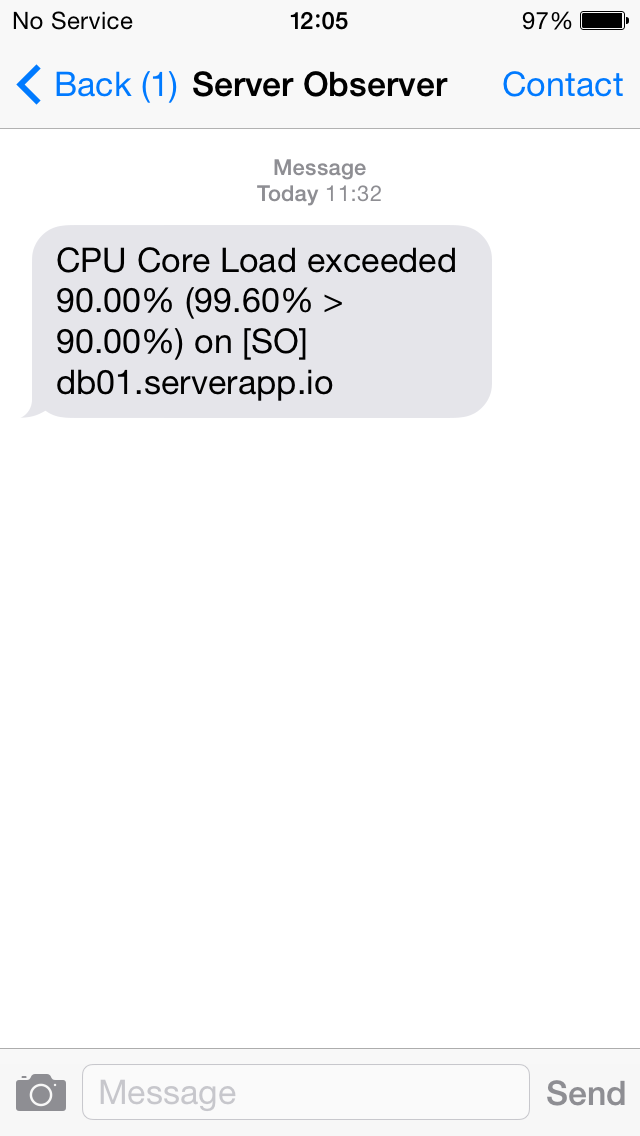 No Service 12:05 97%
Back (1) Server Observer Contact
Message
Today 11:32
CPU Core Load exceeded
90.00% (99.60% >
90.00%) on [SO]
db01.serverapp.io
Message Send